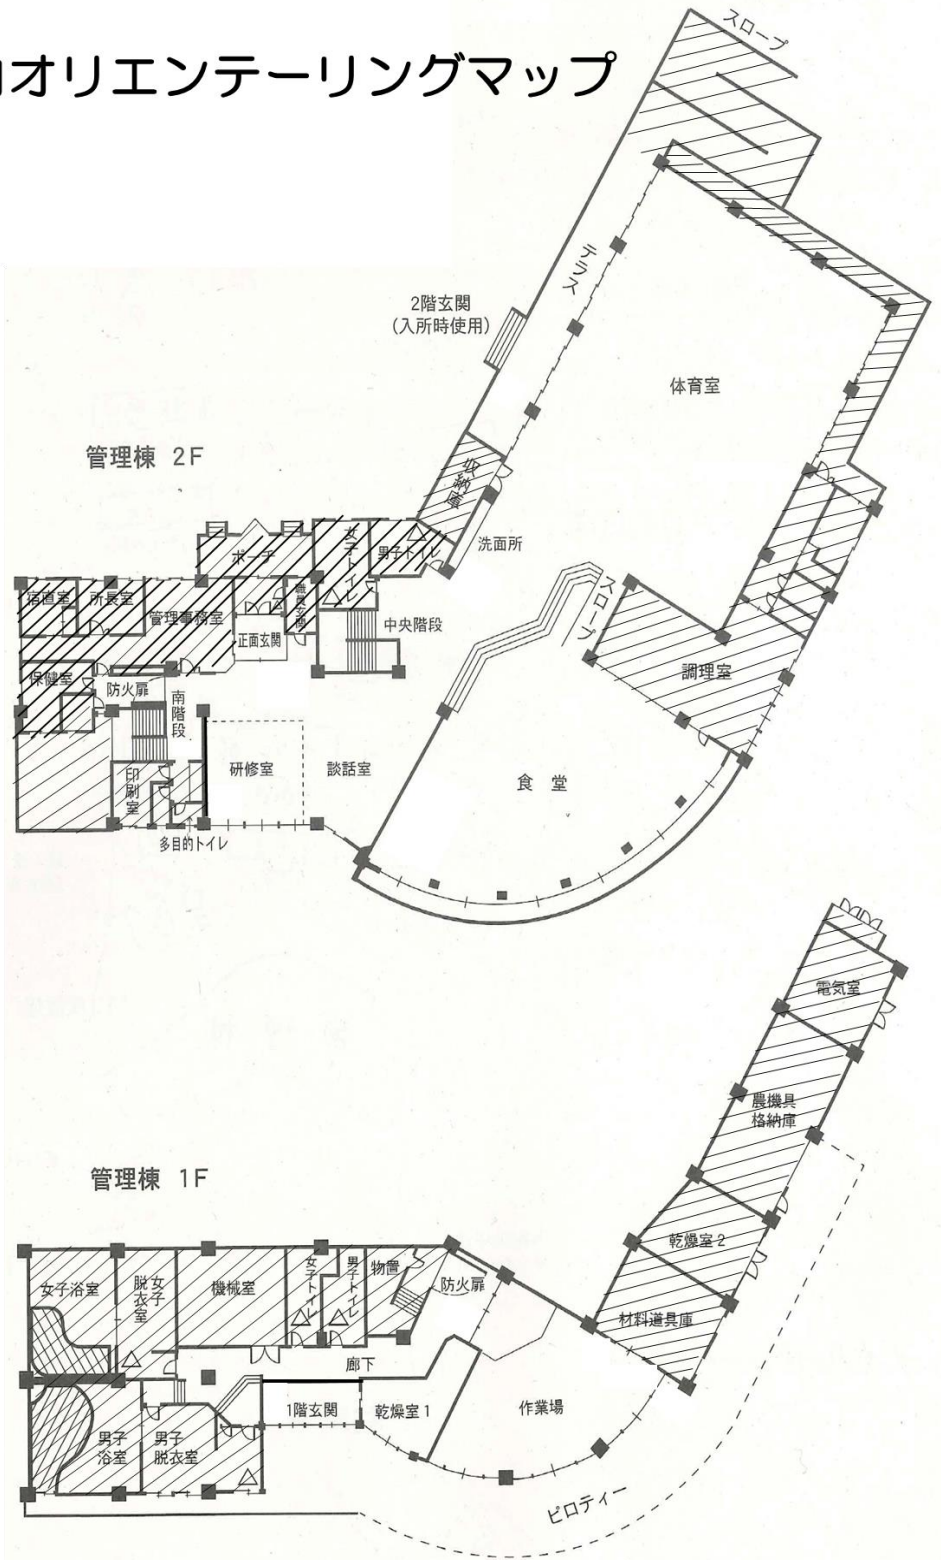 オリエンテーリングマップ
スロープ
テラス
2階玄関
(入所時使用)
体育室
管理棟 2F
収納庫
洗面所
ポーチ
女子トイレ
男子トイレ
スロープ
宿直室
所長室
管理事務室
正面玄関
中央階段
調理室
保健室
防火扉
南階段
研修室
談話室
食堂
印刷室
多目的トイレ
電気室
農機具
格納庫
管理棟 1F
乾燥室2
材料道具庫
女子浴室
女子
脱衣室
機械室
女子トイレ
男子トイレ
物置
防火扉
廊下
1階玄関
乾燥室1
作業場
男子
浴室
男子
脱衣室
ピロティー